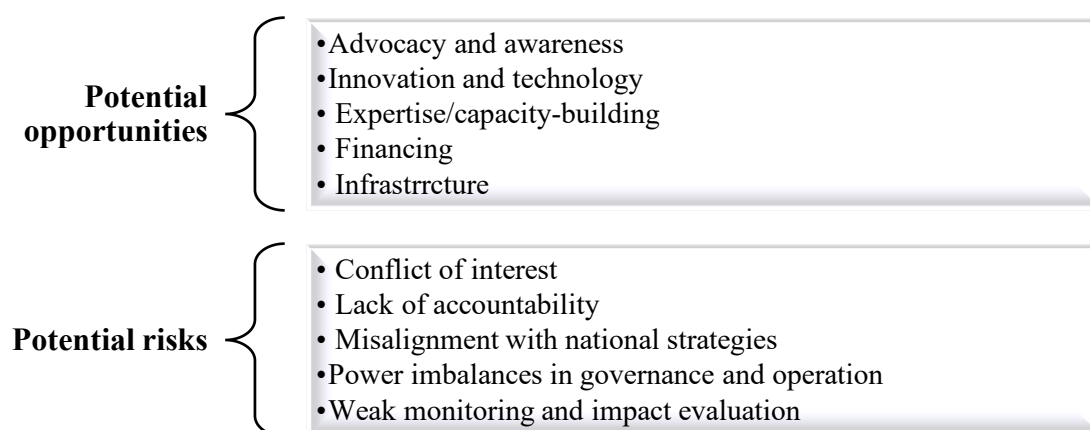 Potential
opportunities
•Advocacy and awareness
•Innovation and technology
• Expertise/capacity-building
• Financing
• Infrastrrcture
Potential risks
• Conflict of interest
• Lack of accountability
• Misalignment with national strategies
•Power imbalances in governance and operation
•Weak monitoring and impact evaluation